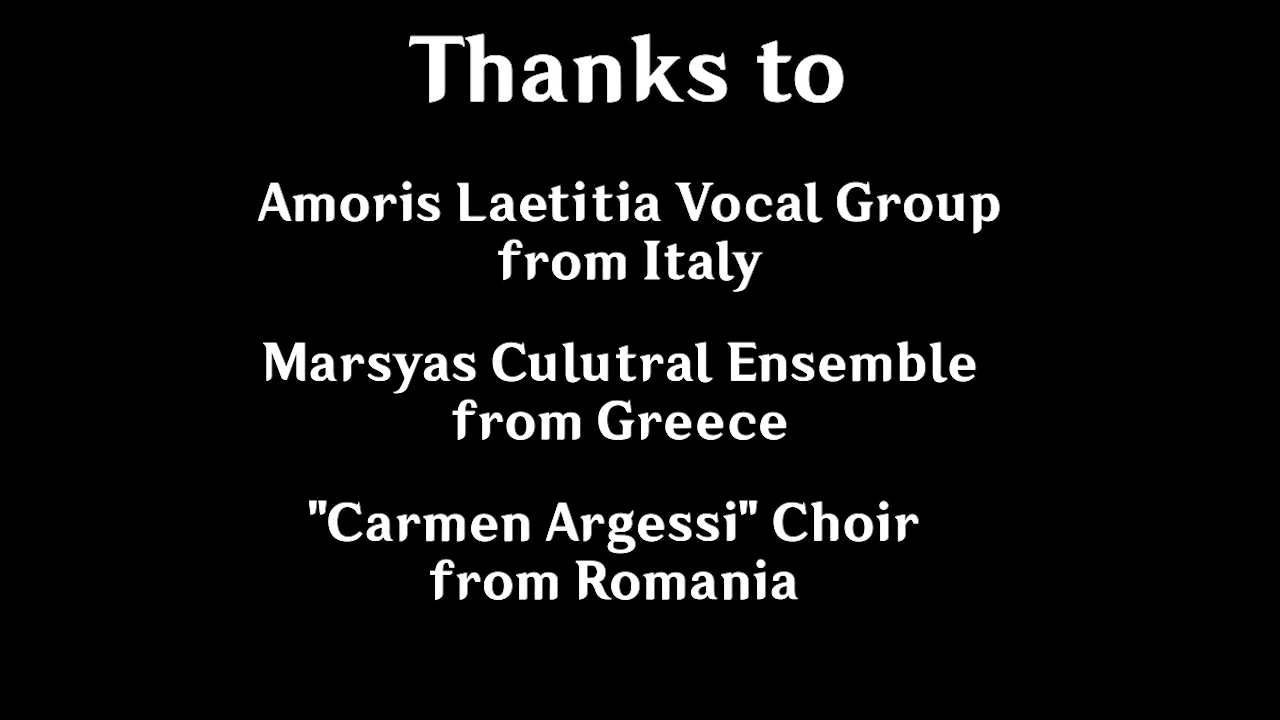 Thanks to
Amoris Laetitia Vocal Group
from Italy
Marsyas Culutral Ensemble
from Greece
"Carmen Argessi" Choir
from Romania